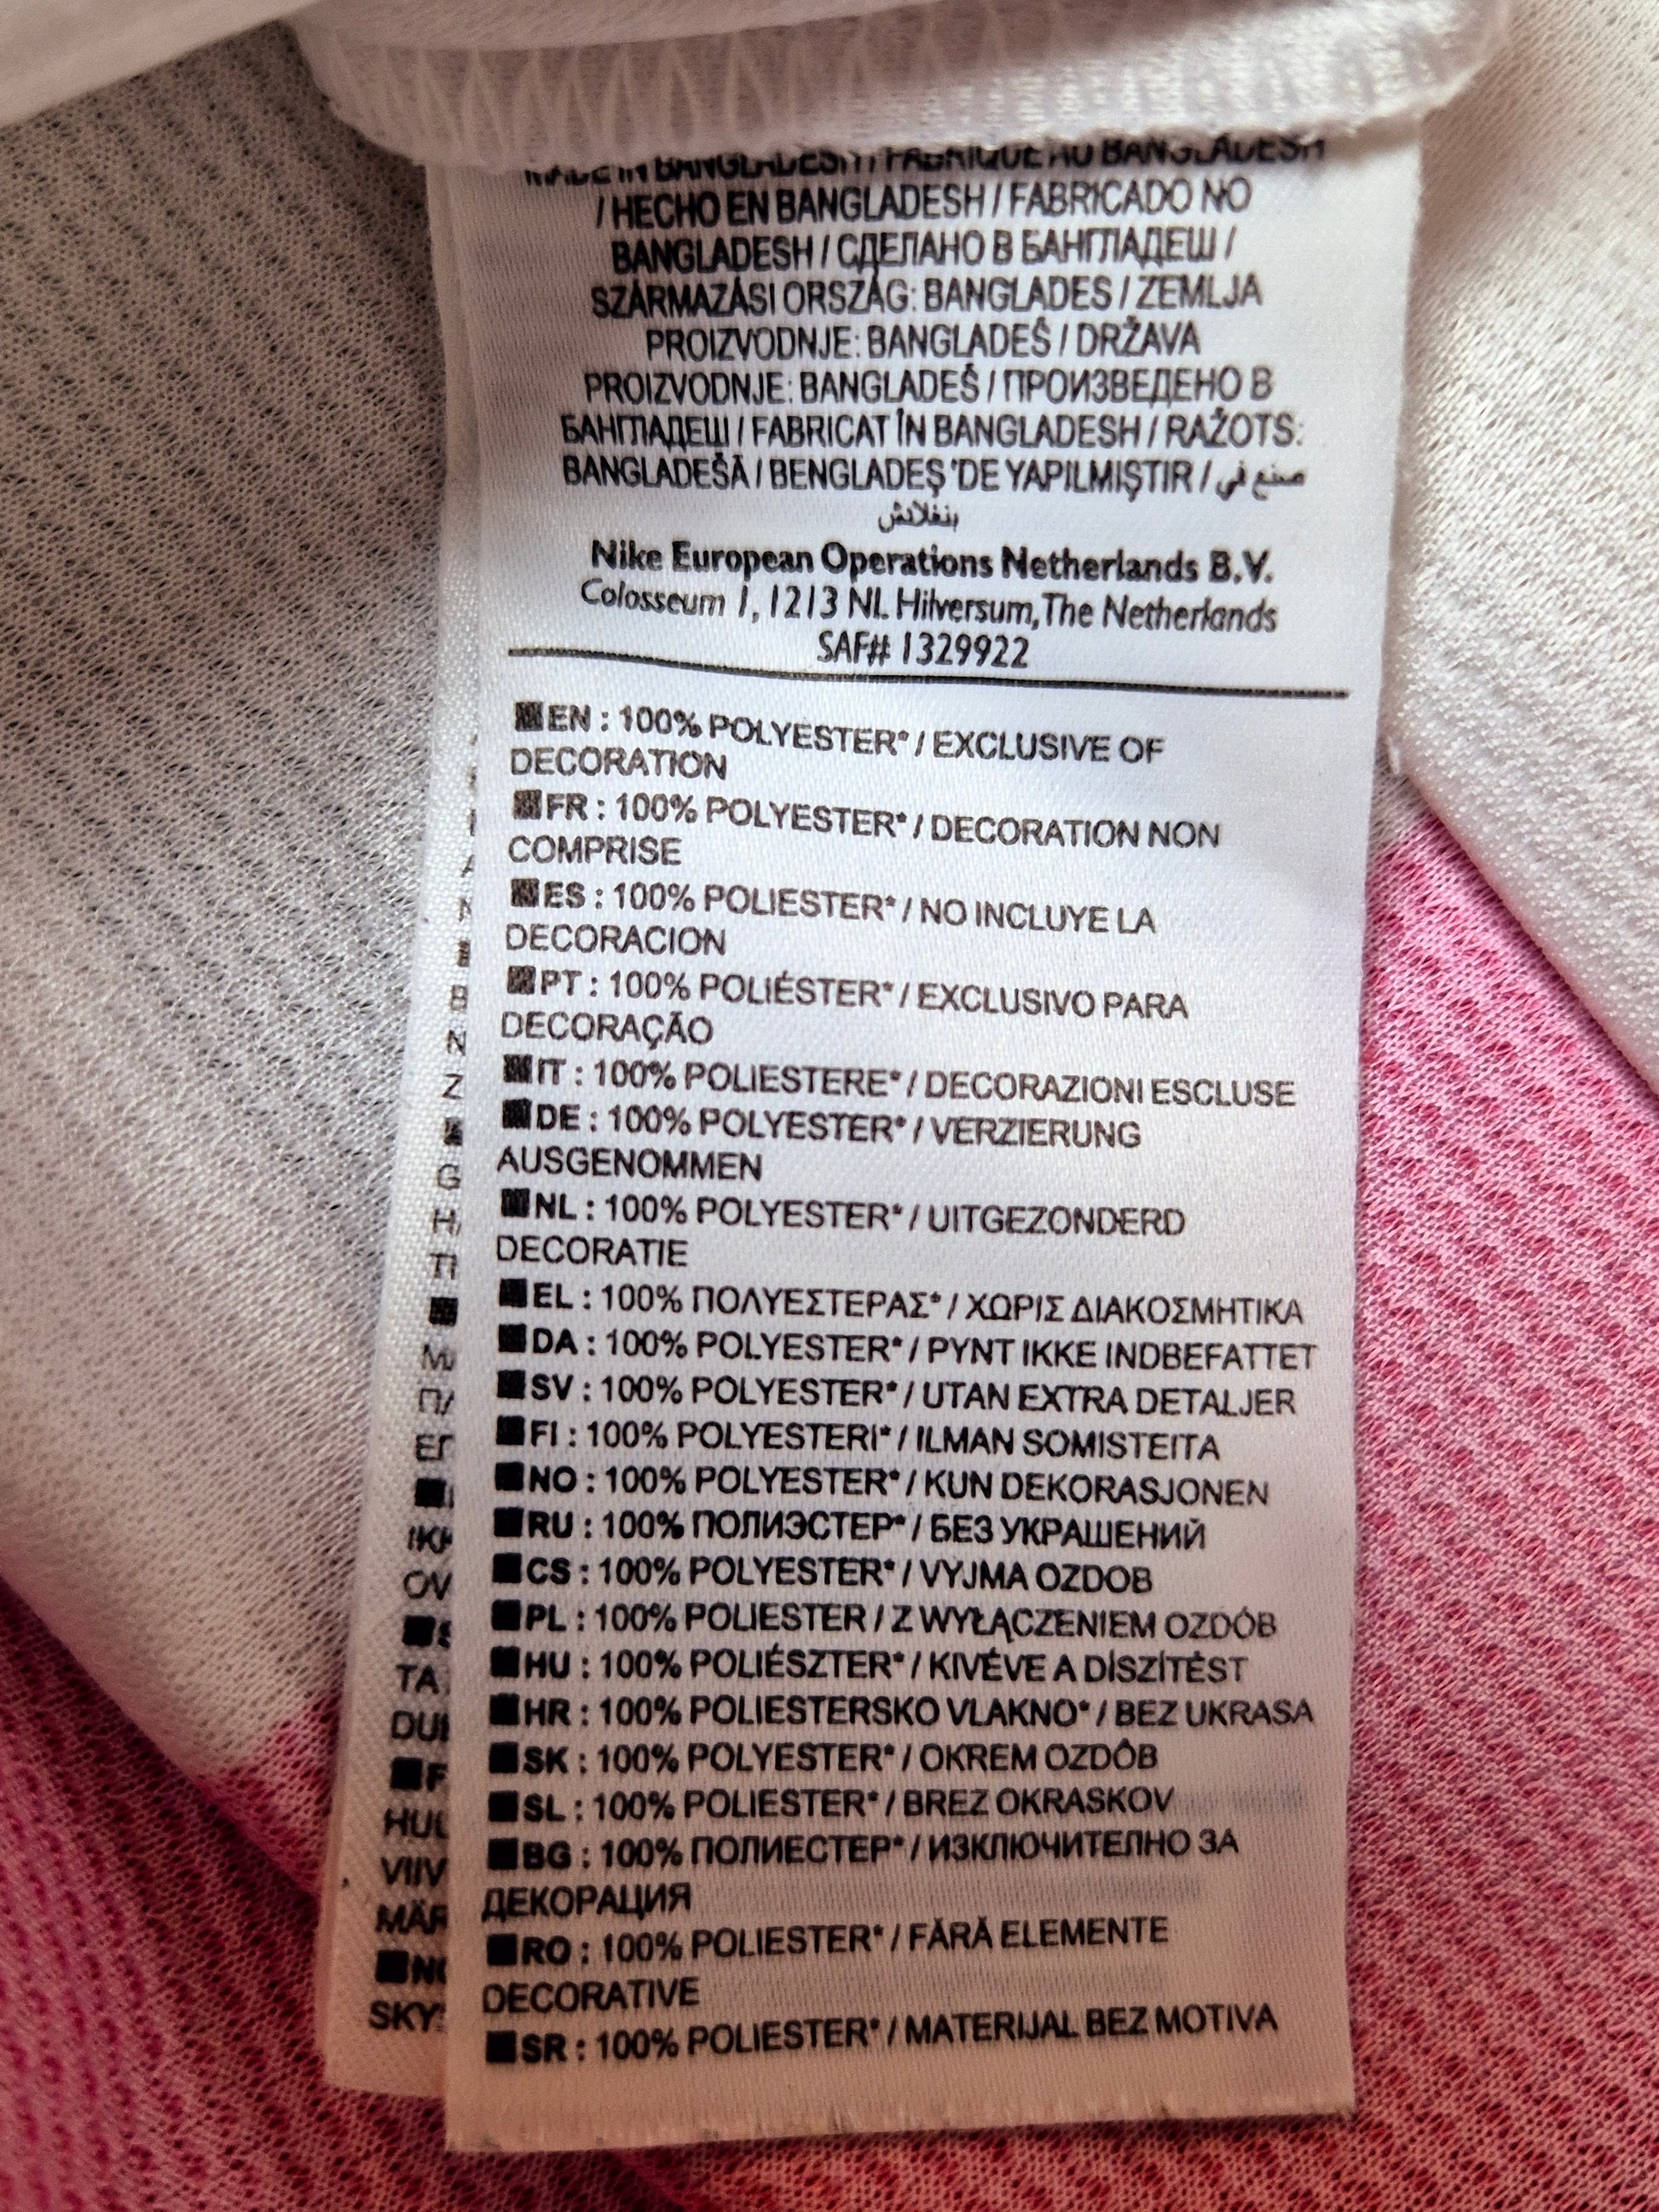 MADE IN BANGLADESH / FABRIQUE AU BANGLADESH
/ HECHO EN BANGLADESH / FABRICADO NO
BANGLADESH / СДЕЛАНО В БАНГЛАДЕШ /
SZÁRMAZÁSI ORSZÁG: BANGLADES / ZEMLJA
PROIZVODNJE: BANGLADEŠ / DRŽAVA
PROIZVODNJE: BANGLADEŠ / ПРОИЗВЕДЕНО В
БАНГЛАДЕШ / FABRICAT ÎN BANGLADESH / RAŽOTS:
BANGLADEŠĀ / BENGLADEŞ 'DE YAPILMIŞTIR / صنع في
بنغلادش
Nike European Operations Netherlands B.V.
Colosseum 1, 1213 NL Hilversum, The Netherlands
SAF# 1329922
EN : 100% POLYESTER* / EXCLUSIVE OF
DECORATION
FR : 100% POLYESTER* / DECORATION NON
COMPRISE
ES : 100% POLIESTER* / NO INCLUYE LA
DECORACION
PT : 100% POLIÉSTER* / EXCLUSIVO PARA
DECORAÇÃO
IT : 100% POLIESTERE* / DECORAZIONI ESCLUSE
DE : 100% POLYESTER* / VERZIERUNG
AUSGENOMMEN
NL : 100% POLYESTER* / UITGEZONDERD
DECORATIE
EL : 100% ΠΟΛΥΕΣΤΕΡΑΣ* / ΧΩΡΙΣ ΔΙΑΚΟΣΜΗΤΙΚΑ
DA : 100% POLYESTER* / PYNT IKKE INDBEFATTET
SV : 100% POLYESTER* / UTAN EXTRA DETALJER
FI : 100% POLYESTERI* / ILMAN SOMISTEITA
NO : 100% POLYESTER* / KUN DEKORASJONEN
RU : 100% ПОЛИЭСТЕР* / БЕЗ УКРАШЕНИЙ
CS : 100% POLYESTER* / VYJMA OZDOB
PL : 100% POLIESTER / Z WYŁĄCZENIEM OZDÓB
HU : 100% POLIÉSZTER* / KIVÉVE A DÍSZÍTÉST
HR : 100% POLIESTERSKO VLAKNO* / BEZ UKRASA
SK : 100% POLYESTER* / OKREM OZDÔB
SL : 100% POLIESTER* / BREZ OKRASKOV
BG : 100% ПОЛИЕСТЕР* / ИЗКЛЮЧИТЕЛНО ЗА
ДЕКОРАЦИЯ
RO : 100% POLIESTER* / FĂRĂ ELEMENTE
DECORATIVE
SR : 100% POLIESTER* / MATERIJAL BEZ MOTIVA